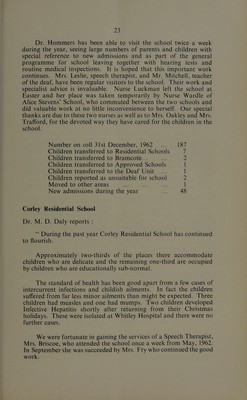 23
Dr. Hommers has been able to visit the school twice a week
during the year, seeing large numbers of parents and children with
special reference to new admissions and as part of the general
programme for school leaving together with hearing tests and
routine medical inspections. It is hoped that this important work
continues. Mrs. Leslie, speech therapist, and Mr. Mitchell, teacher
of the deaf, have been regular visitors to the school. Their work and
specialist advice is invaluable. Nurse Luckman left the school at
Easter and her place was taken temporarily by Nurse Wardle of
Alice Stevens' School, who commuted between the two schools and
did valuable work at no little inconvenience to herself. Our special
thanks are due to these two nurses as well as to Mrs. Oakley and Mrs.
Trafford, for the devoted way they have cared for the children in the
school.
Number on roll 31st December, 1962 ... 187
Children transferred to Residential Schools 7
Children transferred to Bramcote ... 2
Children transferred to Approved Schools 1
Children transferred to the Deaf Unit ... 1
Children reported as unsuitable for school 2
Moved to other areas ... ... ... 1
New admissions during the year ... 48
Corley Residential School
Dr. M. D. Daly reports :
" During the past year Corley Residential School has continued
to flourish.
Approximately two-thirds of the places there accommodate
children who are delicate and the remaining one-third are occupied
by children who are educationally sub-normal.
The standard of health has been good apart from a few cases of
intercurrent infections and childish ailments. In fact the children
suffered from far less minor ailments than might be expected. Three
children had measles and one had mumps. Two children developed
Infective Hepatitis shortly after returning from their Christmas
holidays. These were isolated at Whitley Hospital and there were no
further cases.
We were fortunate in gaining the services of a Speech Therapist,
Mrs. Briscoe, who attended the school once a week from May, 1962.
In September she was succeeded by Mrs. Fry who continued the good
work.